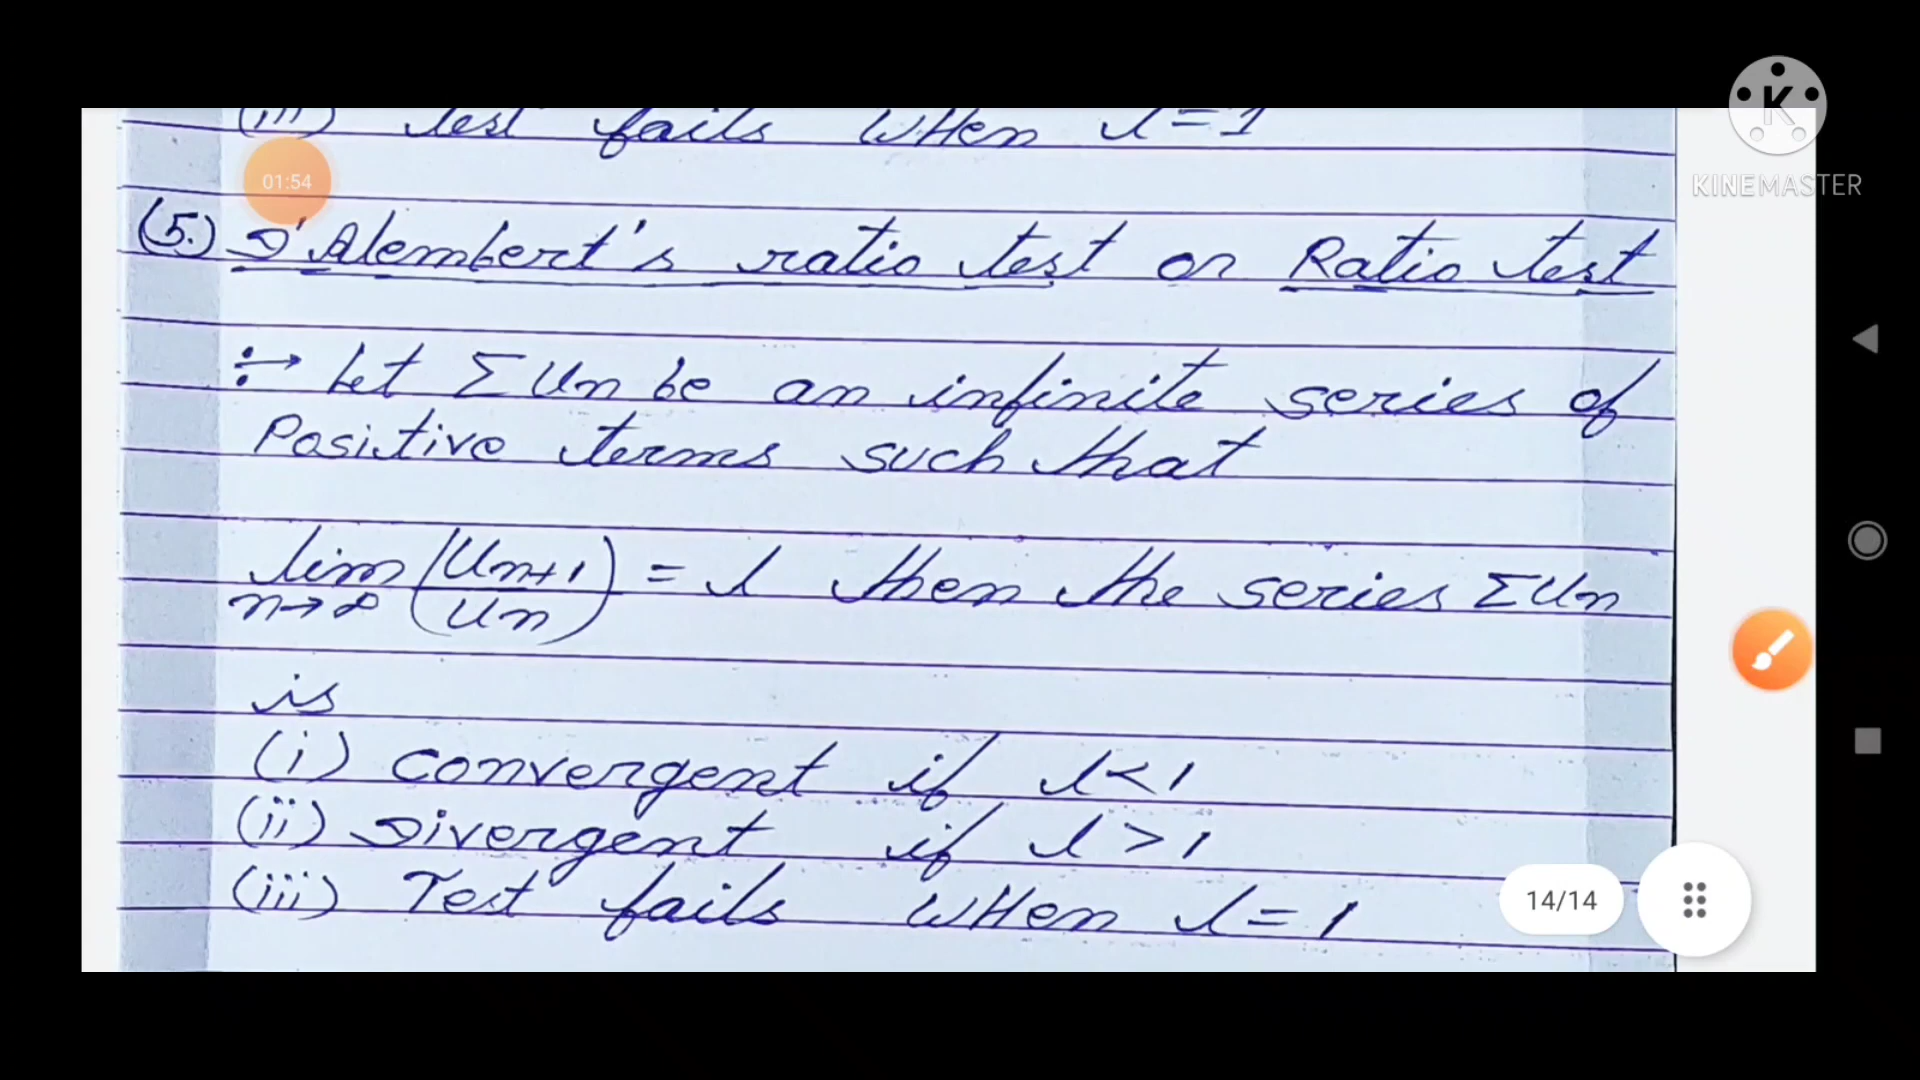 (iii) Test fails when l=1
01:54
KINEMASTER
(5.) D'Alembert's ratio test or Ratio test
:→ Let ΣUn be an infinite series of
Positive terms such that
lim n→∞ (Un+1/Un) = l then the series ΣUn
is
(i) Convergent if l<1
(ii) Divergent if l>1
(iii) Test fails when l=1
14/14